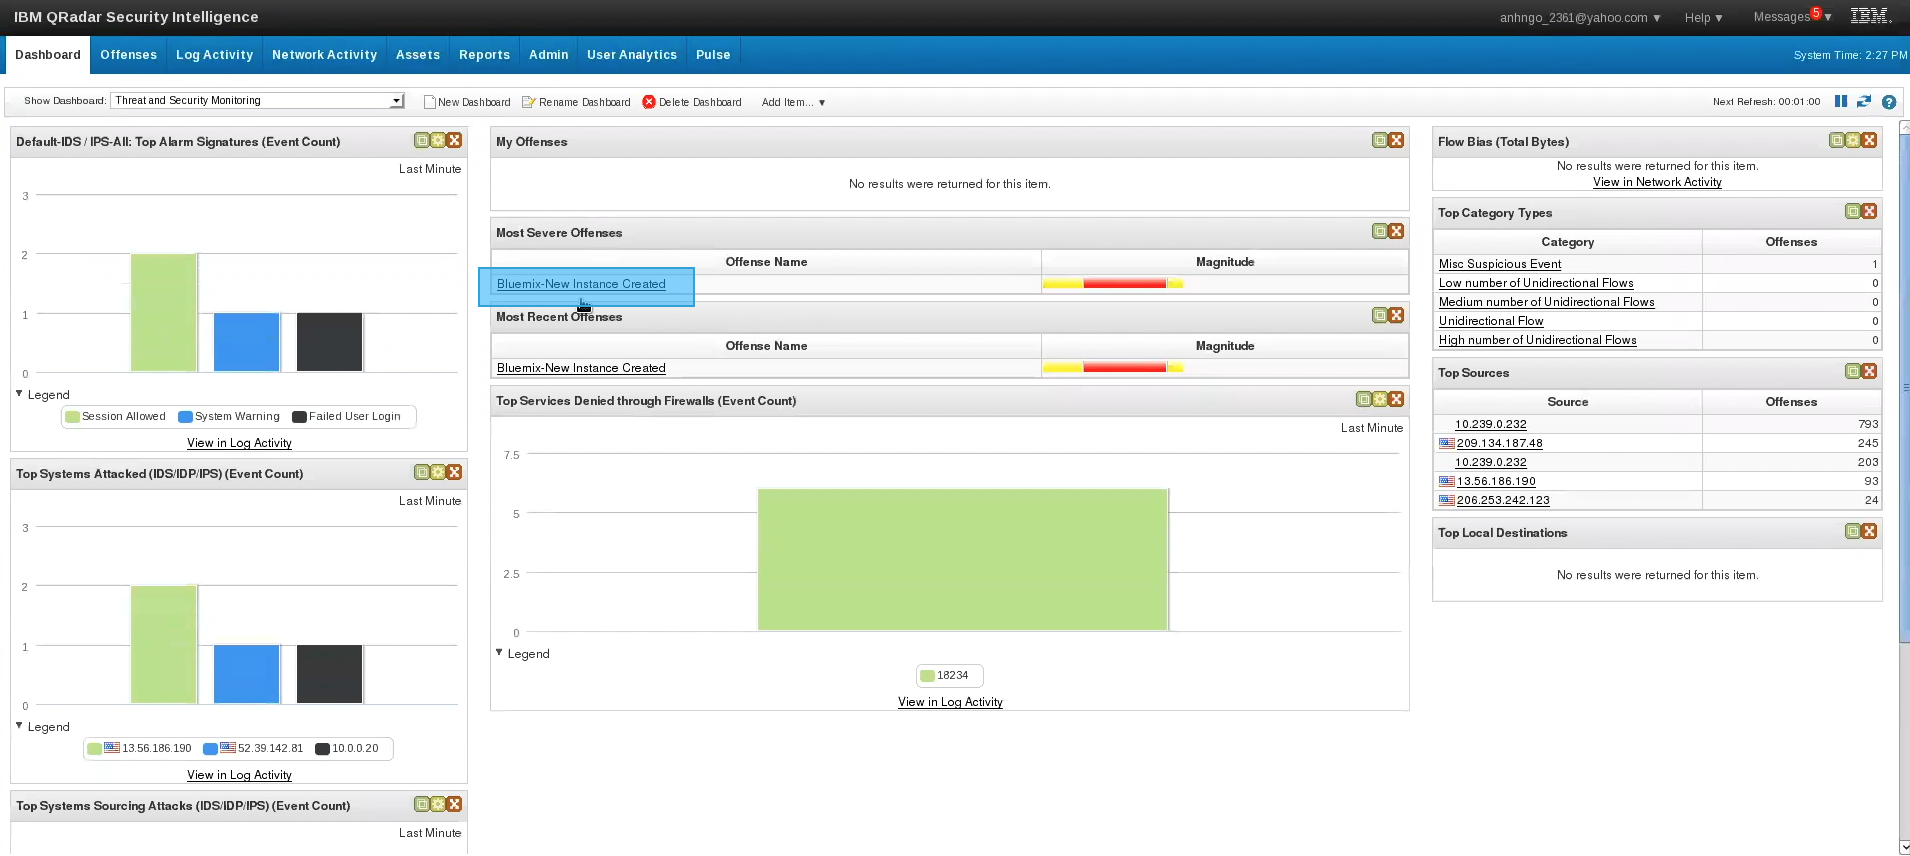 IBM QRadar Security Intelligence
anhngo_2361@yahoo.com ▼ Help ▼ Messages 5 ▼ IBM.
Dashboard Offenses Log Activity Network Activity Assets Reports Admin User Analytics Pulse System Time: 2:27 PM
Show Dashboard: Threat and Security Monitoring New Dashboard Rename Dashboard Delete Dashboard Add Item... ▼ Next Refresh: 00:01:00
Default-IDS / IPS-All: Top Alarm Signatures (Event Count)
Last Minute
3
2
1
0
Legend
Session Allowed System Warning Failed User Login
View in Log Activity
Top Systems Attacked (IDS/IDP/IPS) (Event Count)
Last Minute
3
2
1
0
Legend
13.56.186.190 52.39.142.81 10.0.0.20
View in Log Activity
Top Systems Sourcing Attacks (IDS/IDP/IPS) (Event Count)
Last Minute
My Offenses
No results were returned for this item.
Most Severe Offenses
Offense Name Magnitude
Bluemix-New Instance Created
Most Recent Offenses
Offense Name Magnitude
Bluemix-New Instance Created
Top Services Denied through Firewalls (Event Count)
Last Minute
7.5
5
2.5
0
Legend
18234
View in Log Activity
Flow Bias (Total Bytes)
No results were returned for this item.
View in Network Activity
Top Category Types
Category Offenses
Misc Suspicious Event 1
Low number of Unidirectional Flows 0
Medium number of Unidirectional Flows 0
Unidirectional Flow 0
High number of Unidirectional Flows 0
Top Sources
Source Offenses
10.239.0.232 793
209.134.187.48 245
10.239.0.232 203
13.56.186.190 93
206.253.242.123 24
Top Local Destinations
No results were returned for this item.